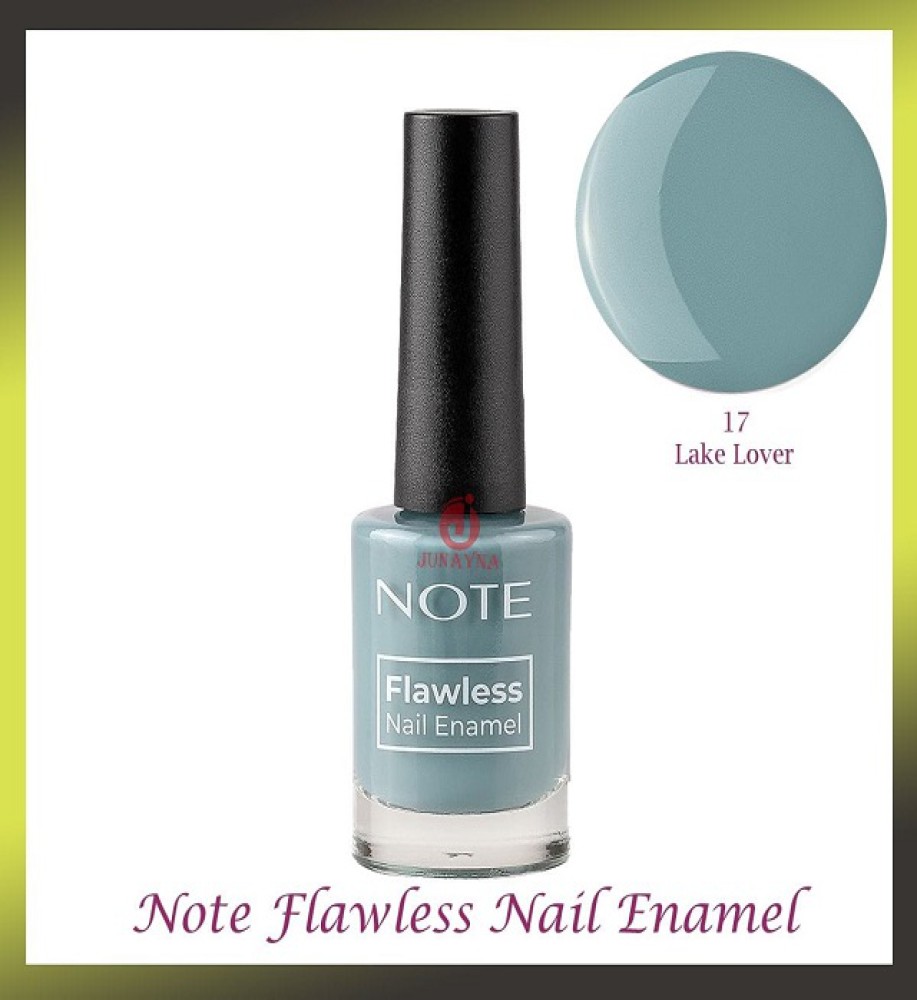 17
Lake Lover
JUNAYNA
NOTE
Flawless
Nail Enamel
Note Flawless Nail Enamel